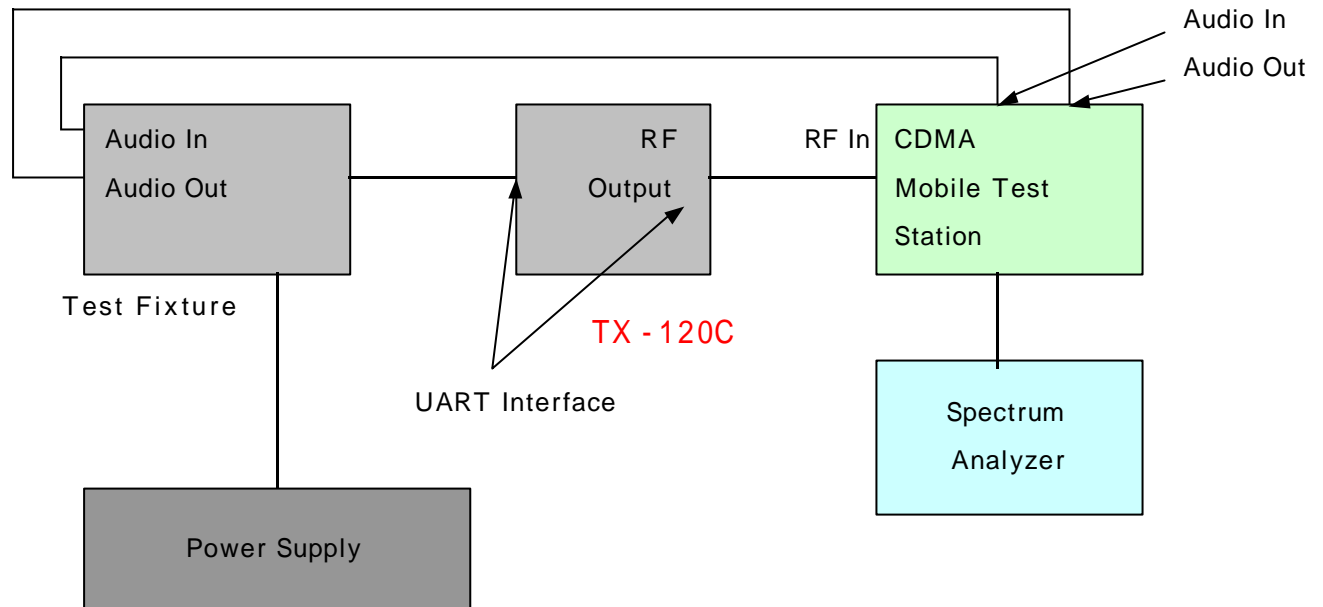 Audio In
Audio Out
Audio In
Audio Out
RF
Output
RF In
CDMA
Mobile Test
Station
Test Fixture
TX - 120C
UART Interface
Spectrum
Analyzer
Power Supply